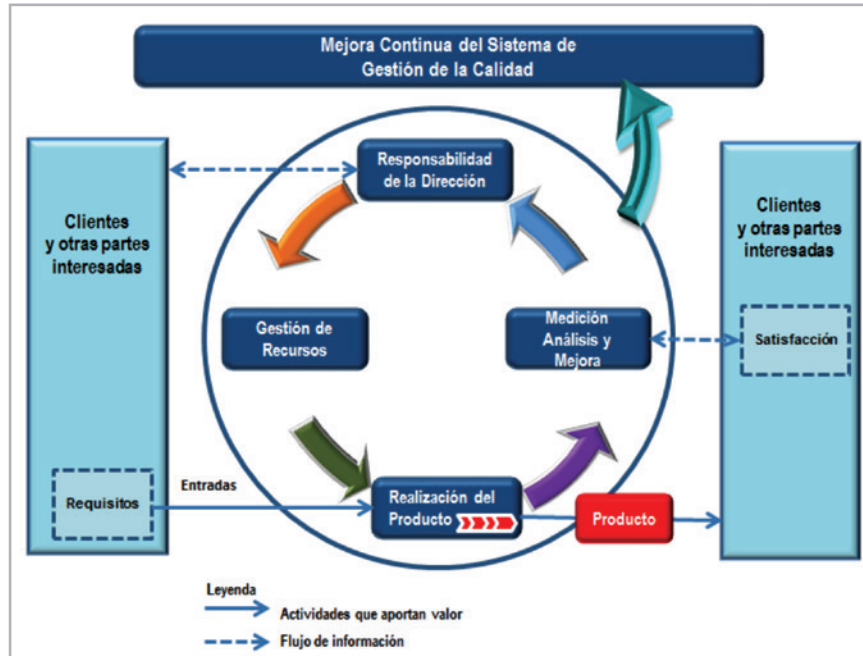 Mejora Continua del Sistema de
Gestión de la Calidad
Responsabilidad
de la Dirección
Clientes
y otras partes
interesadas
Clientes
y otras partes
interesadas
Gestión de
Recursos
Medición
Análisis y
Mejora
Satisfacción
Requisitos
Entradas
Realización del
Producto
Producto
Leyenda
Actividades que aportan valor
Flujo de información